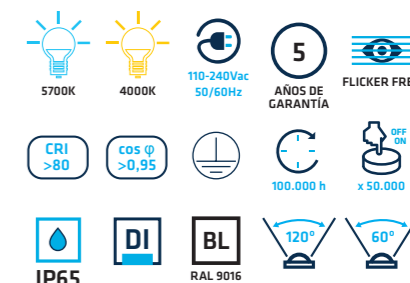 5700K
4000K
110-240Vac
50/60Hz
5
AÑOS DE
GARANTÍA
FLICKER FRE
CRI
>80
cos φ
>0,95
100.000 h
OFF
ON
x 50.000
IP65
DI
BL
RAL 9016
120°
60°